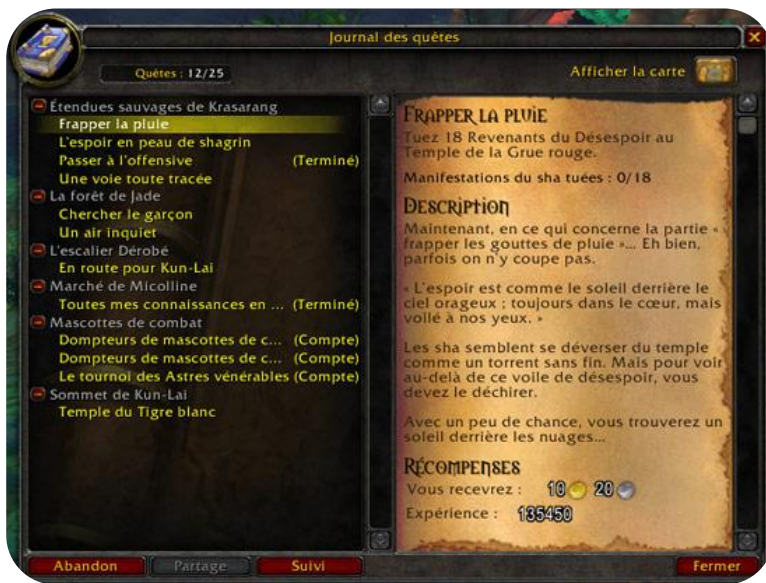 Journal des quêtes
Quêtes : 12/25
Afficher la carte
Étendues sauvages de Krasarang
Frapper la pluie
L'espoir en peau de shagrin
Passer à l'offensive (Terminé)
Une voie toute tracée
La forêt de Jade
Chercher le garçon
Un air inquiet
L'escalier Dérobé
En route pour Kun-Lai
Marché de Micolline
Toutes mes connaissances en ... (Terminé)
Mascottes de combat
Dompteurs de mascottes de c... (Compte)
Dompteurs de mascottes de c... (Compte)
Le tournoi des Astres vénérables (Compte)
Sommet de Kun-Lai
Temple du Tigre blanc
Frapper la pluie
Tuez 18 Revenants du Désespoir au
Temple de la Grue rouge.
Manifestations du sha tuées : 0/18
Description
Maintenant, en ce qui concerne la partie «
frapper les gouttes de pluie »... Eh bien,
parfois on n'y coupe pas.
« L'espoir est comme le soleil derrière le
ciel orageux ; toujours dans le cœur, mais
voilé à nos yeux. »
Les sha semblent se déverser du temple
comme un torrent sans fin. Mais pour voir
au-delà de ce voile de désespoir, vous
devez le déchirer.
Avec un peu de chance, vous trouverez un
soleil derrière les nuages...
Récompenses
Vous recevrez : 10 20
Expérience : 135450
Abandon
Partage
Suivi
Fermer